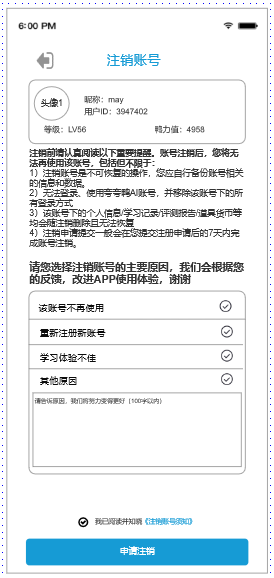 6:00 PM
注销账号
头像1
昵称：may
用户ID：3947402
等级：LV56 鸭力值：4958
注销前请认真阅读以下重要提醒。账号注销后，您将无
法再使用该账号，包括但不限于：
1）注销账号是不可恢复的操作，您应自行备份账号相关
的信息和数据。
2）无法登录、使用夸夸鸭AI账号，并移除该账号下的所
有登录方式
3）该账号下的个人信息/学习记录/评测报告/道具货币等
均会随注销删除且无法恢复
4）注销申请提交一般会在您提交注册申请后的7天内完
成账号注销。
请您选择注销账号的主要原因，我们会根据您
的反馈，改进APP使用体验，谢谢
该账号不再使用
重新注册新账号
学习体验不佳
其他原因
请告诉原因，我们将努力变得更好（100字以内）
我已阅读并知晓《注销账号须知》
申请注销